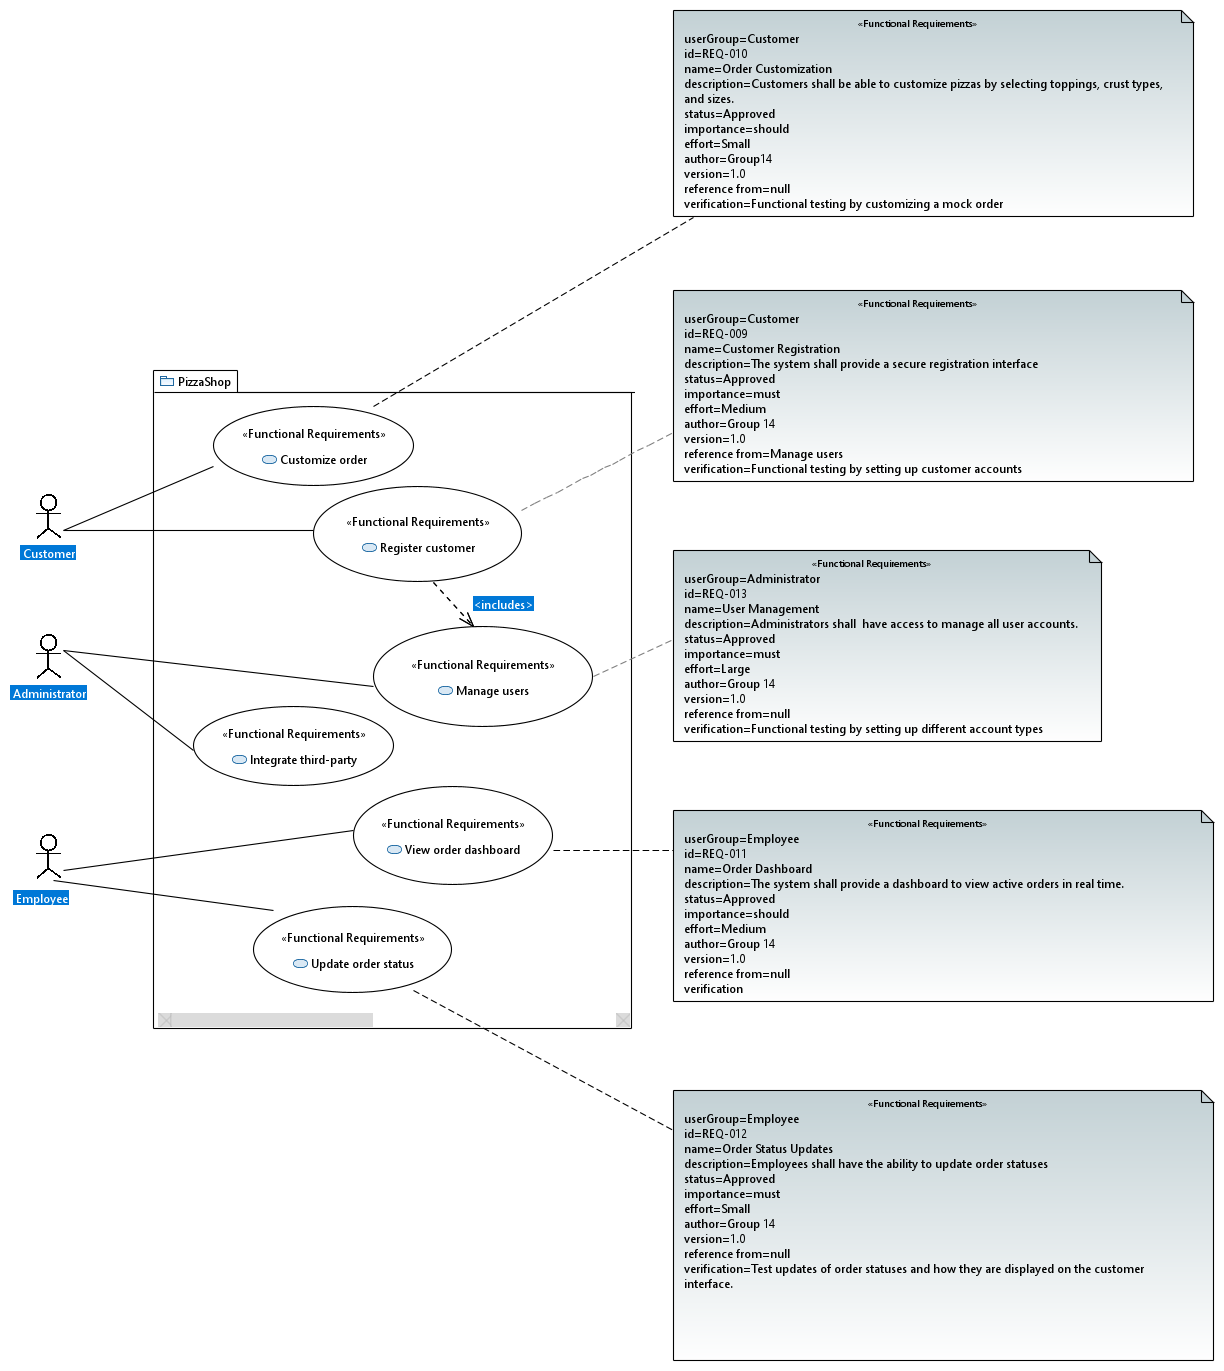 «Functional Requirements»
userGroup=Customer
id=REQ-010
name=Order Customization
description=Customers shall be able to customize pizzas by selecting toppings, crust types,
and sizes.
status=Approved
importance=should
effort=Small
author=Group14
version=1.0
reference from=null
verification=Functional testing by customizing a mock order
«Functional Requirements»
userGroup=Customer
id=REQ-009
name=Customer Registration
description=The system shall provide a secure registration interface
status=Approved
importance=must
effort=Medium
author=Group 14
version=1.0
reference from=Manage users
verification=Functional testing by setting up customer accounts
PizzaShop
«Functional Requirements»
Customize order
«Functional Requirements»
Register customer
Customer
<includes>
«Functional Requirements»
Manage users
Administrator
«Functional Requirements»
Integrate third-party
«Functional Requirements»
View order dashboard
Employee
«Functional Requirements»
Update order status
«Functional Requirements»
userGroup=Administrator
id=REQ-013
name=User Management
description=Administrators shall  have access to manage all user accounts.
status=Approved
importance=must
effort=Large
author=Group 14
version=1.0
reference from=null
verification=Functional testing by setting up different account types
«Functional Requirements»
userGroup=Employee
id=REQ-011
name=Order Dashboard
description=The system shall provide a dashboard to view active orders in real time.
status=Approved
importance=should
effort=Medium
author=Group 14
version=1.0
reference from=null
verification
«Functional Requirements»
userGroup=Employee
id=REQ-012
name=Order Status Updates
description=Employees shall have the ability to update order statuses
status=Approved
importance=must
effort=Small
author=Group 14
version=1.0
reference from=null
verification=Test updates of order statuses and how they are displayed on the customer
interface.